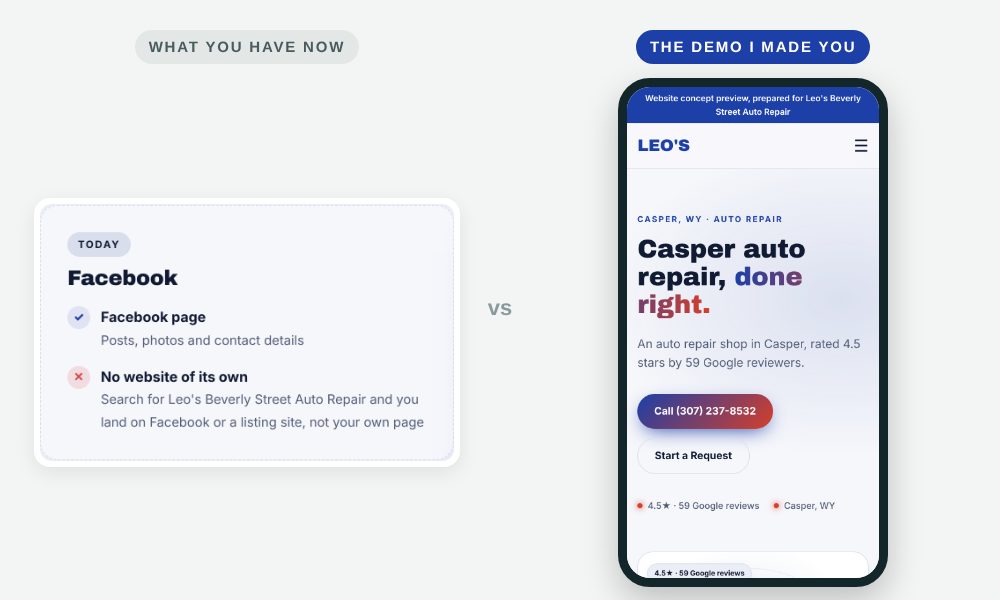 WHAT YOU HAVE NOW
TODAY
Facebook
Facebook page
Posts, photos and contact details
No website of its own
Search for Leo's Beverly Street Auto Repair and you
land on Facebook or a listing site, not your own page
vs
THE DEMO I MADE YOU
Website concept preview, prepared for Leo's Beverly
Street Auto Repair
LEO'S
CASPER, WY · AUTO REPAIR
Casper auto
repair, done
right.
An auto repair shop in Casper, rated 4.5
stars by 59 Google reviewers.
Call (307) 237-8532
Start a Request
4.5★ · 59 Google reviews
Casper, WY
4.5★ · 59 Google reviews